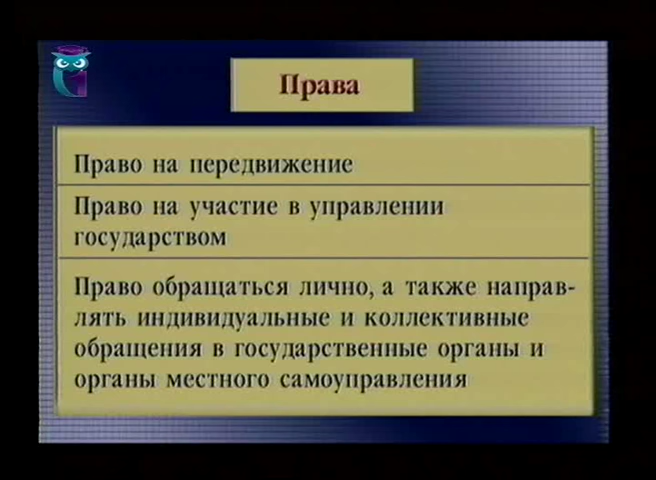 Права
Право на передвижение
Право на участие в управлении
государством
Право обращаться лично, а также направ-
лять индивидуальные и коллективные
обращения в государственные органы и
органы местного самоуправления